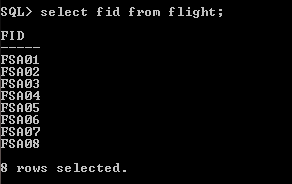 SQL> select fid from flight;
FID
-----
FSA01
FSA02
FSA03
FSA04
FSA05
FSA06
FSA07
FSA08
8 rows selected.